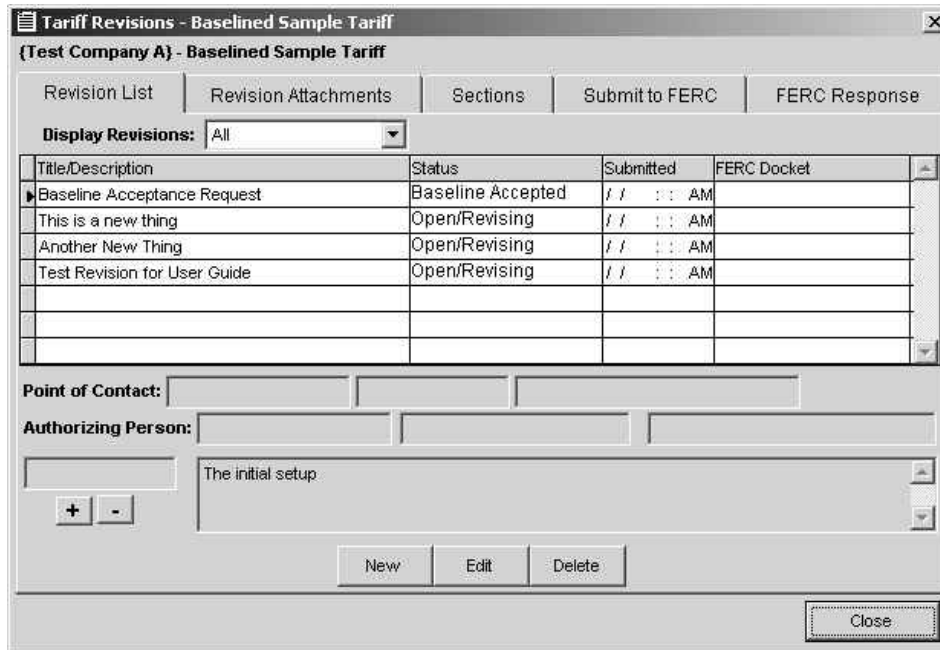 Tariff Revisions - Baselined Sample Tariff
{Test Company A} - Baselined Sample Tariff
Revision List Revision Attachments Sections Submit to FERC FERC Response
Display Revisions: All
Title/Description Status Submitted FERC Docket
Baseline Acceptance Request Baseline Accepted / / : : AM
This is a new thing Open/Revising / / : : AM
Another New Thing Open/Revising / / : : AM
Test Revision for User Guide Open/Revising / / : : AM
Point of Contact:
Authorizing Person:
The initial setup
+ -
New Edit Delete
Close